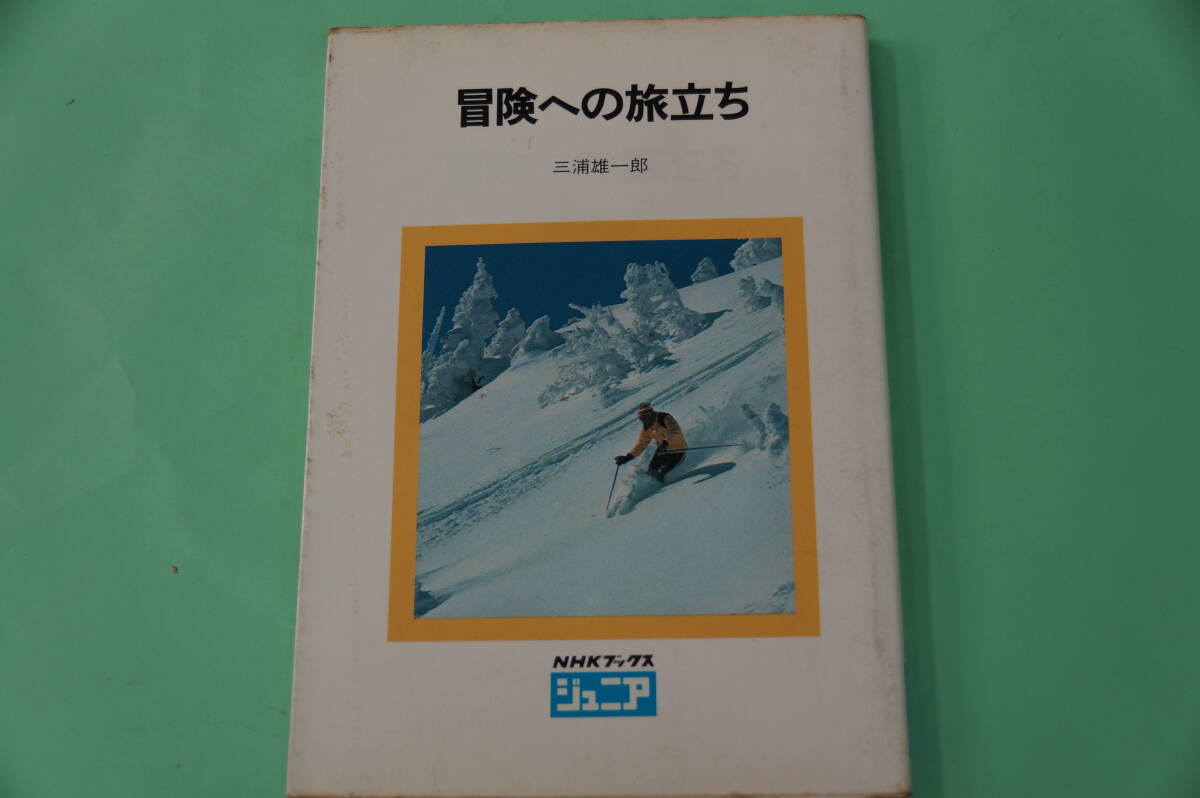 冒険への旅立ち
三浦雄一郎
NHKブックス
ジュニア